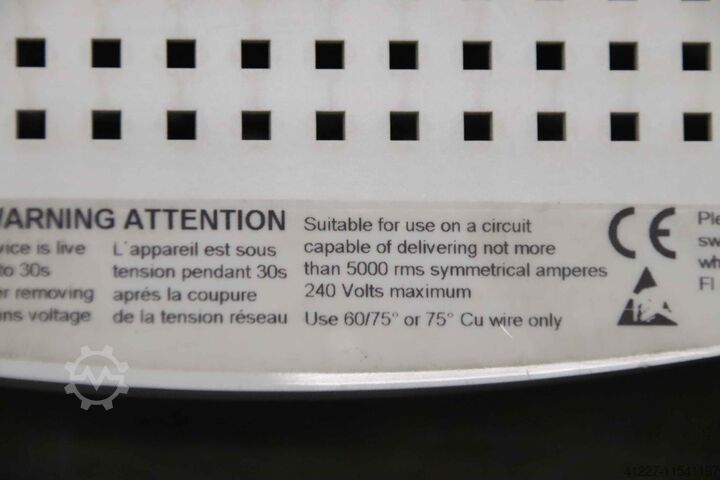 WARNING ATTENTION
vice is live
to 30s
er removing
ns voltage
L'appareil est sous
tension pendant 30s
aprés la coupure
de la tension réseau
Suitable for use on a circuit
capable of delivering not more
than 5000 rms symmetrical amperes
240 Volts maximum
Use 60/75° or 75° Cu wire only
CE
Ple
sw
wh
FI